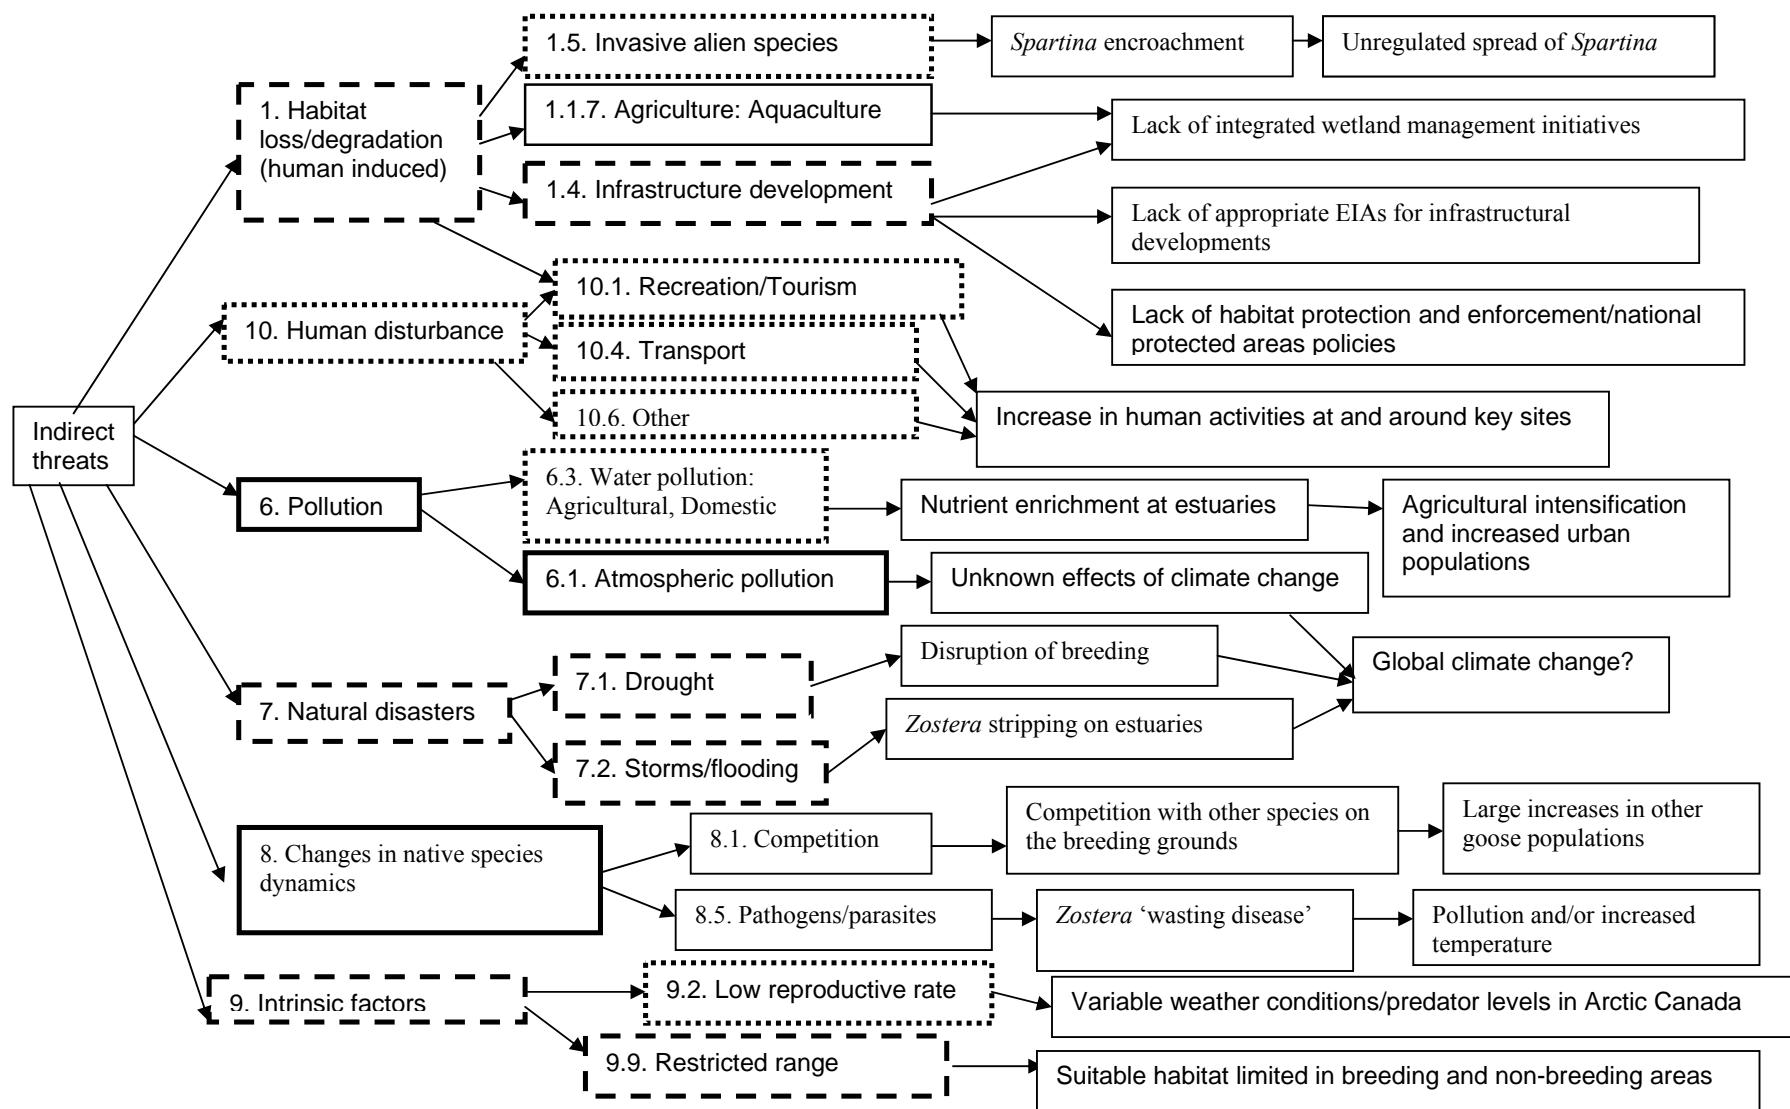 1.5. Invasive alien species
Spartina encroachment
Unregulated spread of Spartina
1. Habitat
loss/degradation
(human induced)
1.1.7. Agriculture: Aquaculture
Lack of integrated wetland management initiatives
1.4. Infrastructure development
Lack of appropriate EIAs for infrastructural
developments
10.1. Recreation/Tourism
Lack of habitat protection and enforcement/national
protected areas policies
10. Human disturbance
10.4. Transport
10.6. Other
Increase in human activities at and around key sites
Indirect
threats
6. Pollution
6.3. Water pollution:
Agricultural, Domestic
Nutrient enrichment at estuaries
Agricultural intensification
and increased urban
populations
6.1. Atmospheric pollution
Unknown effects of climate change
7. Natural disasters
7.1. Drought
Disruption of breeding
Global climate change?
7.2. Storms/flooding
Zostera stripping on estuaries
8. Changes in native species
dynamics
8.1. Competition
Competition with other species on
the breeding grounds
Large increases in other
goose populations
8.5. Pathogens/parasites
Zostera ‘wasting disease’
Pollution and/or increased
temperature
9. Intrinsic factors
9.2. Low reproductive rate
Variable weather conditions/predator levels in Arctic Canada
9.9. Restricted range
Suitable habitat limited in breeding and non-breeding areas